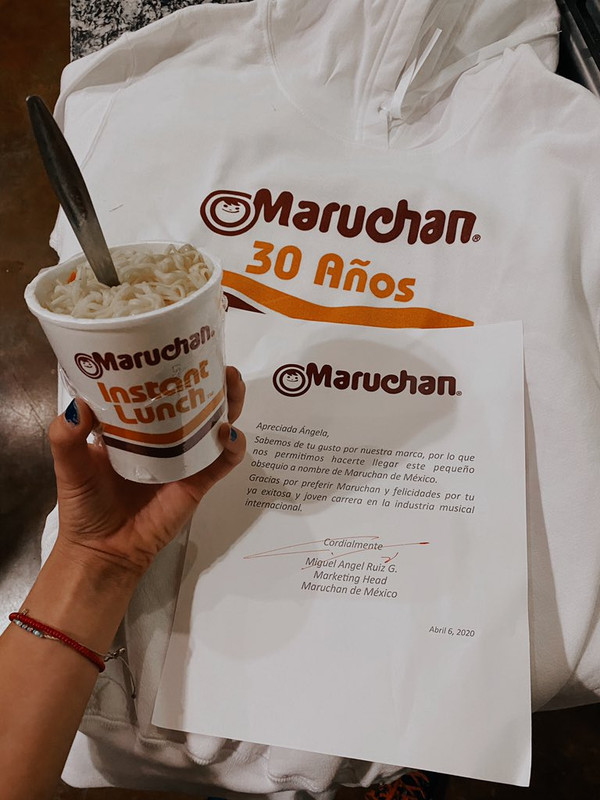 Maruchan®
30 Años
Maruchan®
Instant
Lunch™
Maruchan®
Apreciada Ángela,
Sabemos de tu gusto por nuestra marca, por lo que
nos permitimos hacerte llegar este pequeño
obsequio a nombre de Maruchan de México.
Gracias por preferir Maruchan y felicidades por tu
ya exitosa y joven carrera en la industria musical
internacional.
Cordialmente
Miguel Angel Ruiz G.
Marketing Head
Maruchan de México
Abril 6, 2020